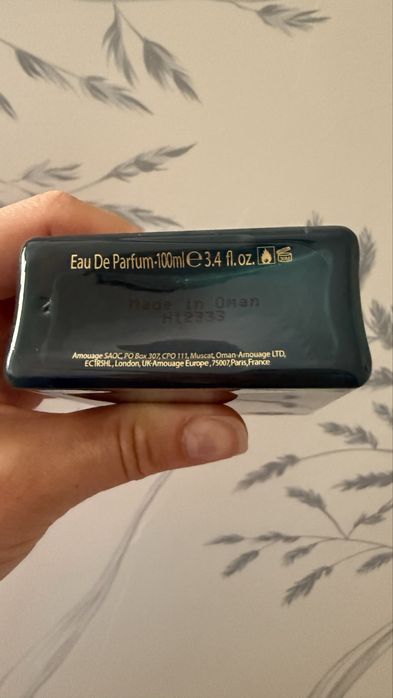 Eau De Parfum-100ml ℮ 3.4 fl. oz.
Made in Oman
Amouage SAOC, PO Box 307, CPO 111, Muscat, Oman-Amouage LTD,
EC1R5HL, London, UK-Amouage Europe, 75007, Paris, France